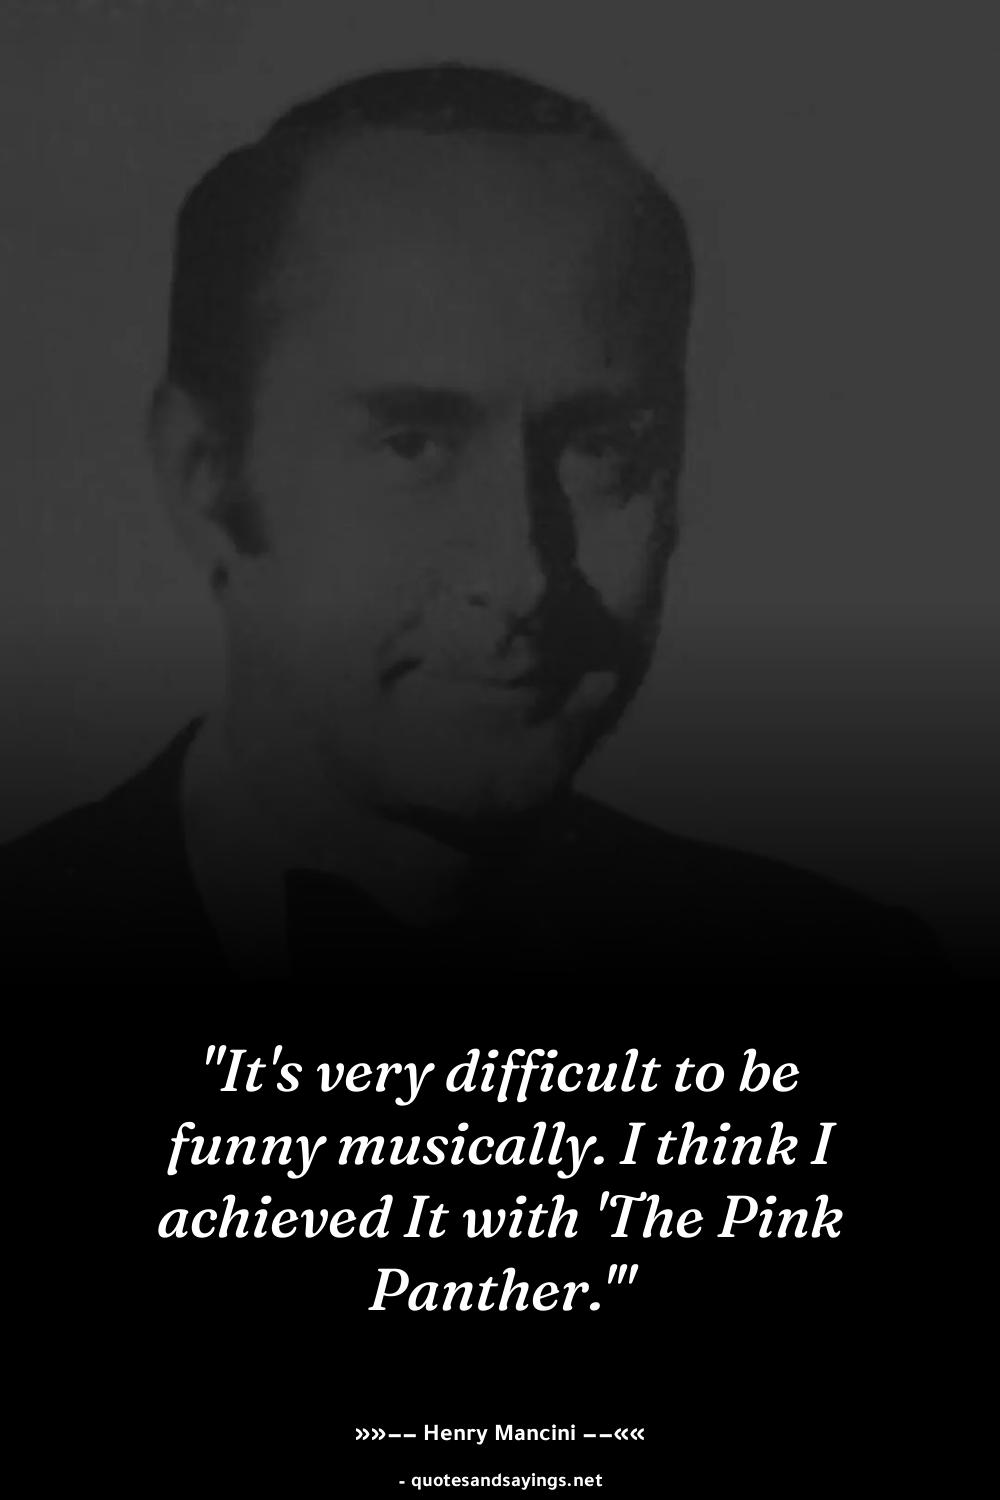 "It's very difficult to be
funny musically. I think I
achieved It with 'The Pink
Panther.'"
»»–– Henry Mancini ––««
- quotesandsayings.net